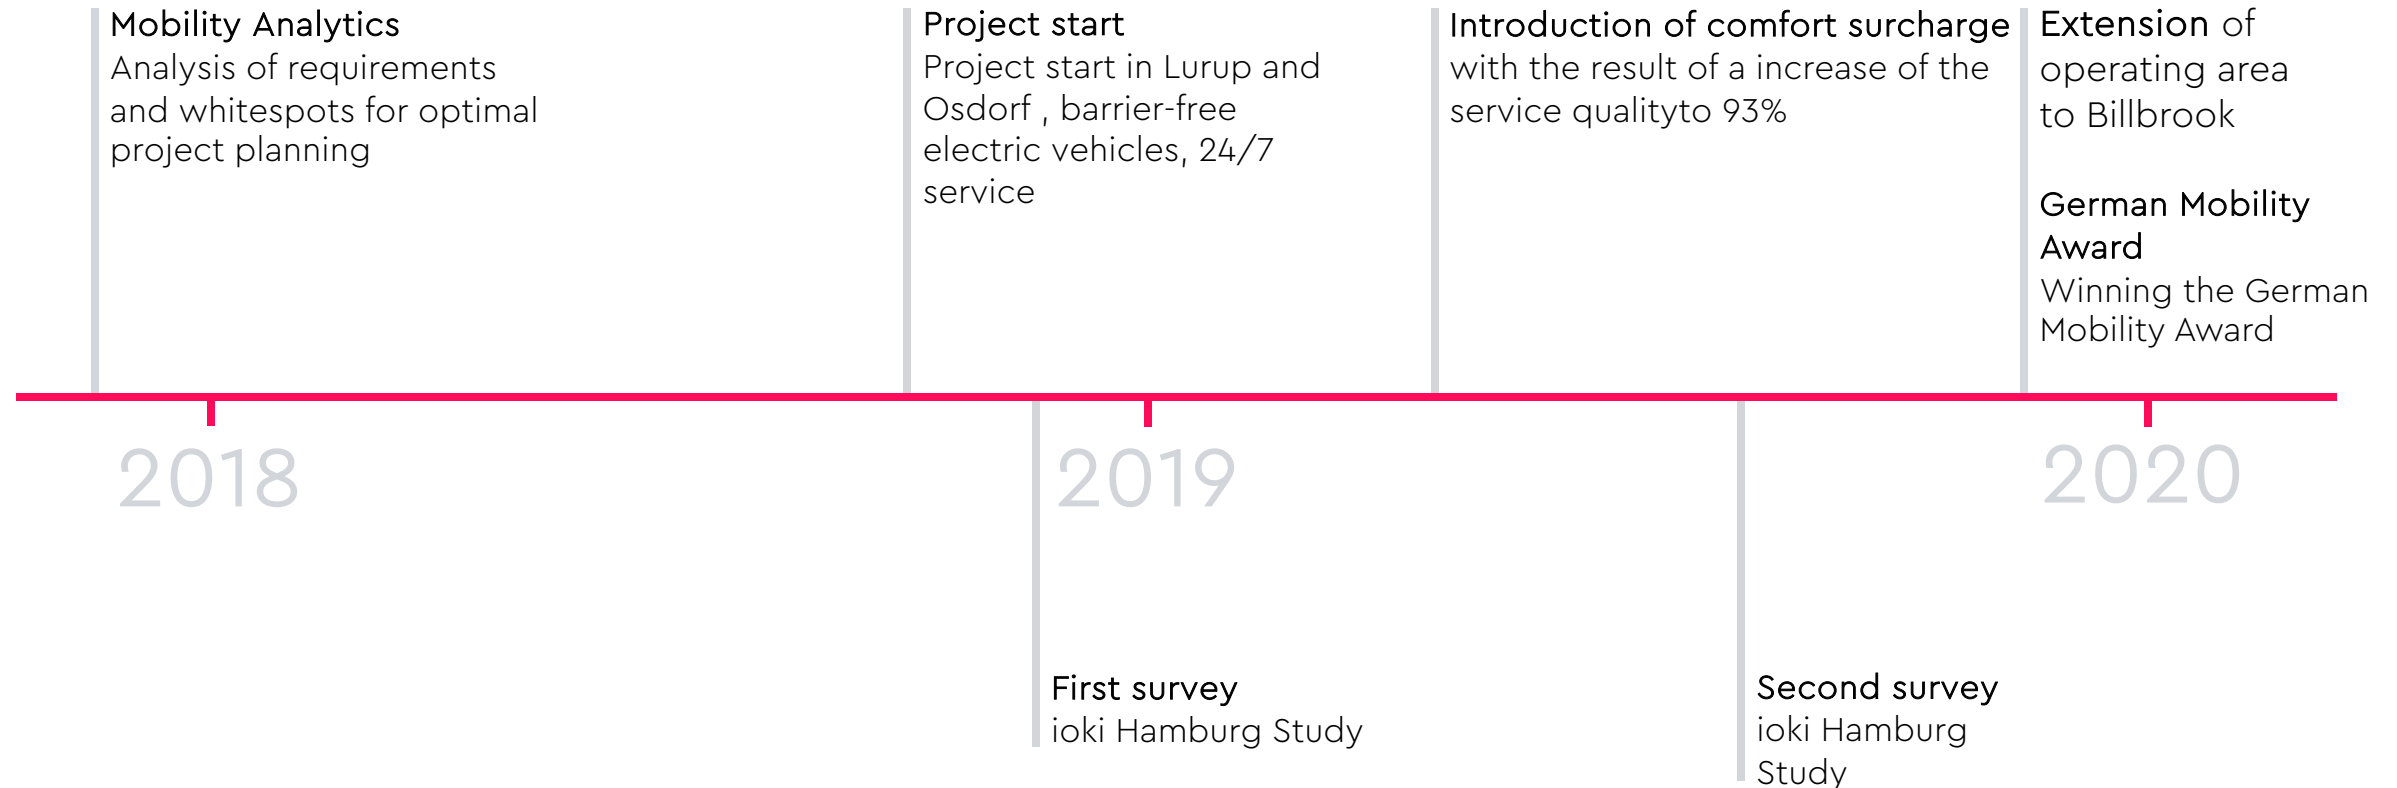 Mobility Analytics
Analysis of requirements
and whitespots for optimal
project planning
Project start
Project start in Lurup and
Osdorf , barrier-free
electric vehicles, 24/7
service
Introduction of comfort surcharge
with the result of a increase of the
service qualityto 93%
Extension of
operating area
to Billbrook
German Mobility
Award
Winning the German
Mobility Award
2018
2019
2020
First survey
ioki Hamburg Study
Second survey
ioki Hamburg
Study